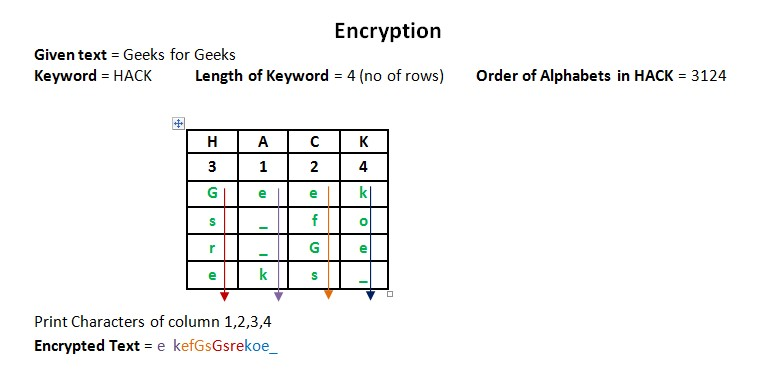 Encryption
Given text = Geeks for Geeks
Keyword = HACK Length of Keyword = 4 (no of rows) Order of Alphabets in HACK = 3124
H A C K
3 1 2 4
G e e k
s _ f o
r _ G e
e k s _
Print Characters of column 1,2,3,4
Encrypted Text = e  kefGsGsrekoe_